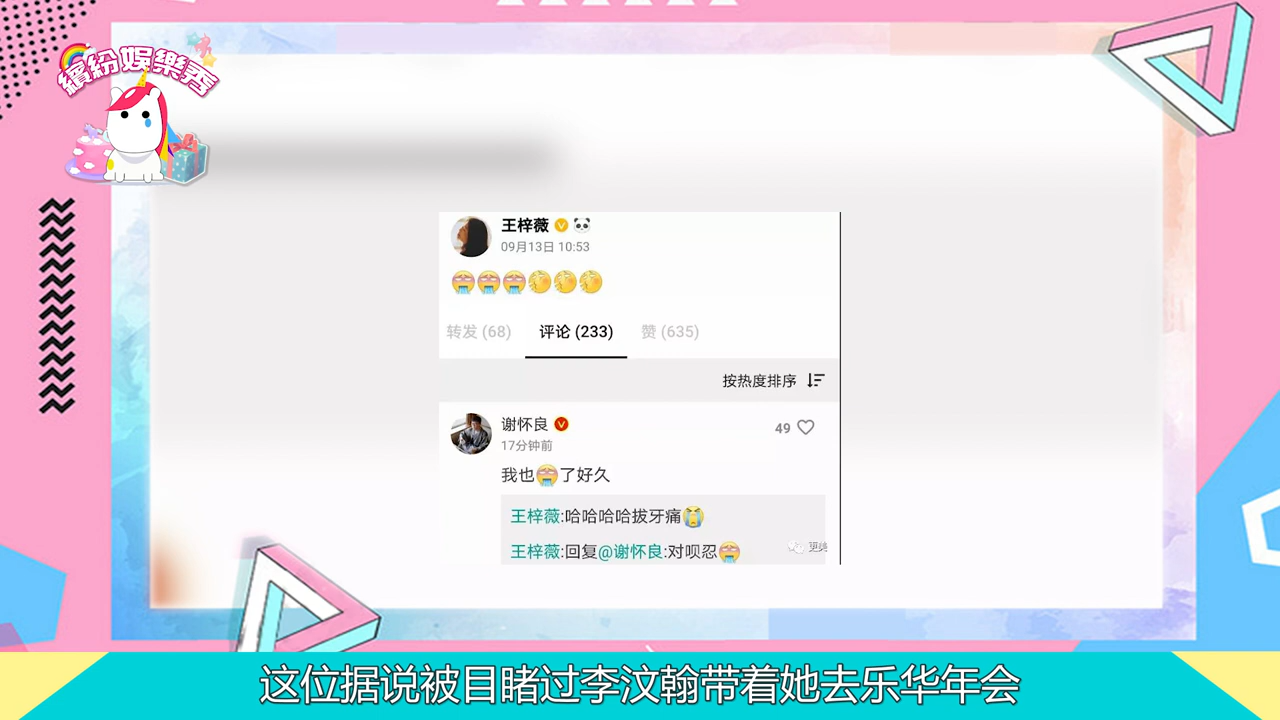 繽紛娛樂秀
王梓薇
09月13日 10:53
转发 (68) 评论 (233) 赞 (635)
按热度排序
谢怀良
49
17分钟前
我也了好久
王梓薇:哈哈哈哈拔牙痛
王梓薇:回复@谢怀良:对呗忍
更美
这位据说被目睹过李汶翰带着她去乐华年会